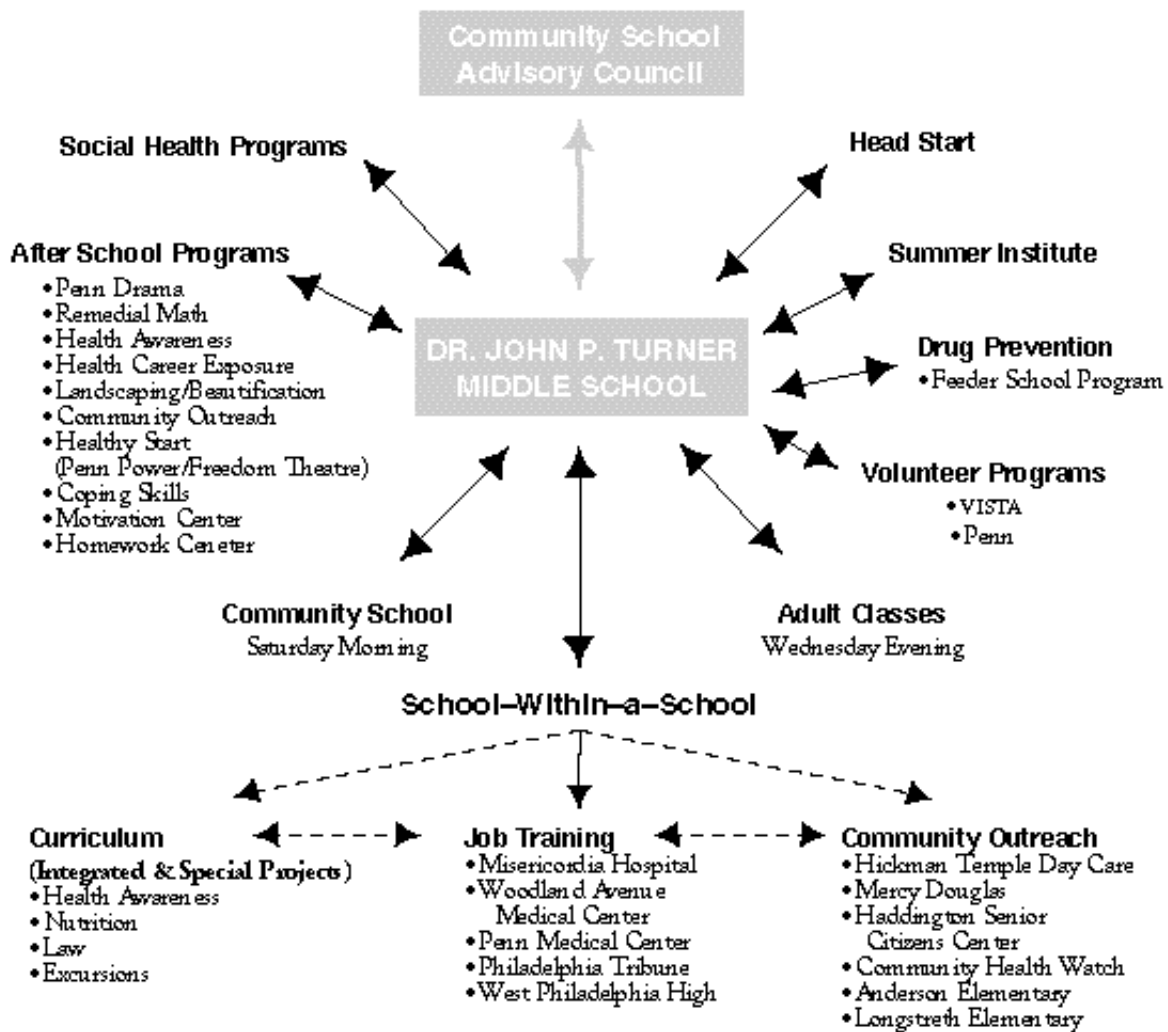 Community School
Advisory Council
Social Health Programs
Head Start
After School Programs
•Penn Drama
•Remedial Math
•Health Awareness
•Health Career Exposure
•Landscaping/Beautification
•Community Outreach
•Healthy Start
(Penn Power/Freedom Theatre)
•Coping Skills
•Motivation Center
•Homework Ceneter
Summer Institute
DR. JOHN P. TURNER
MIDDLE SCHOOL
Drug Prevention
•Feeder School Program
Volunteer Programs
•VISTA
•Penn
Community School
Saturday Morning
Adult Classes
Wednesday Evening
School–Within–a–School
Curriculum
(Integrated & Special Projects)
•Health Awareness
•Nutrition
•Law
•Excursions
Job Training
•Misericordia Hospital
•Woodland Avenue
Medical Center
•Penn Medical Center
•Philadelphia Tribune
•West Philadelphia High
Community Outreach
•Hickman Temple Day Care
•Mercy Douglas
•Haddington Senior
Citizens Center
•Community Health Watch
•Anderson Elementary
•Longstreth Elementary